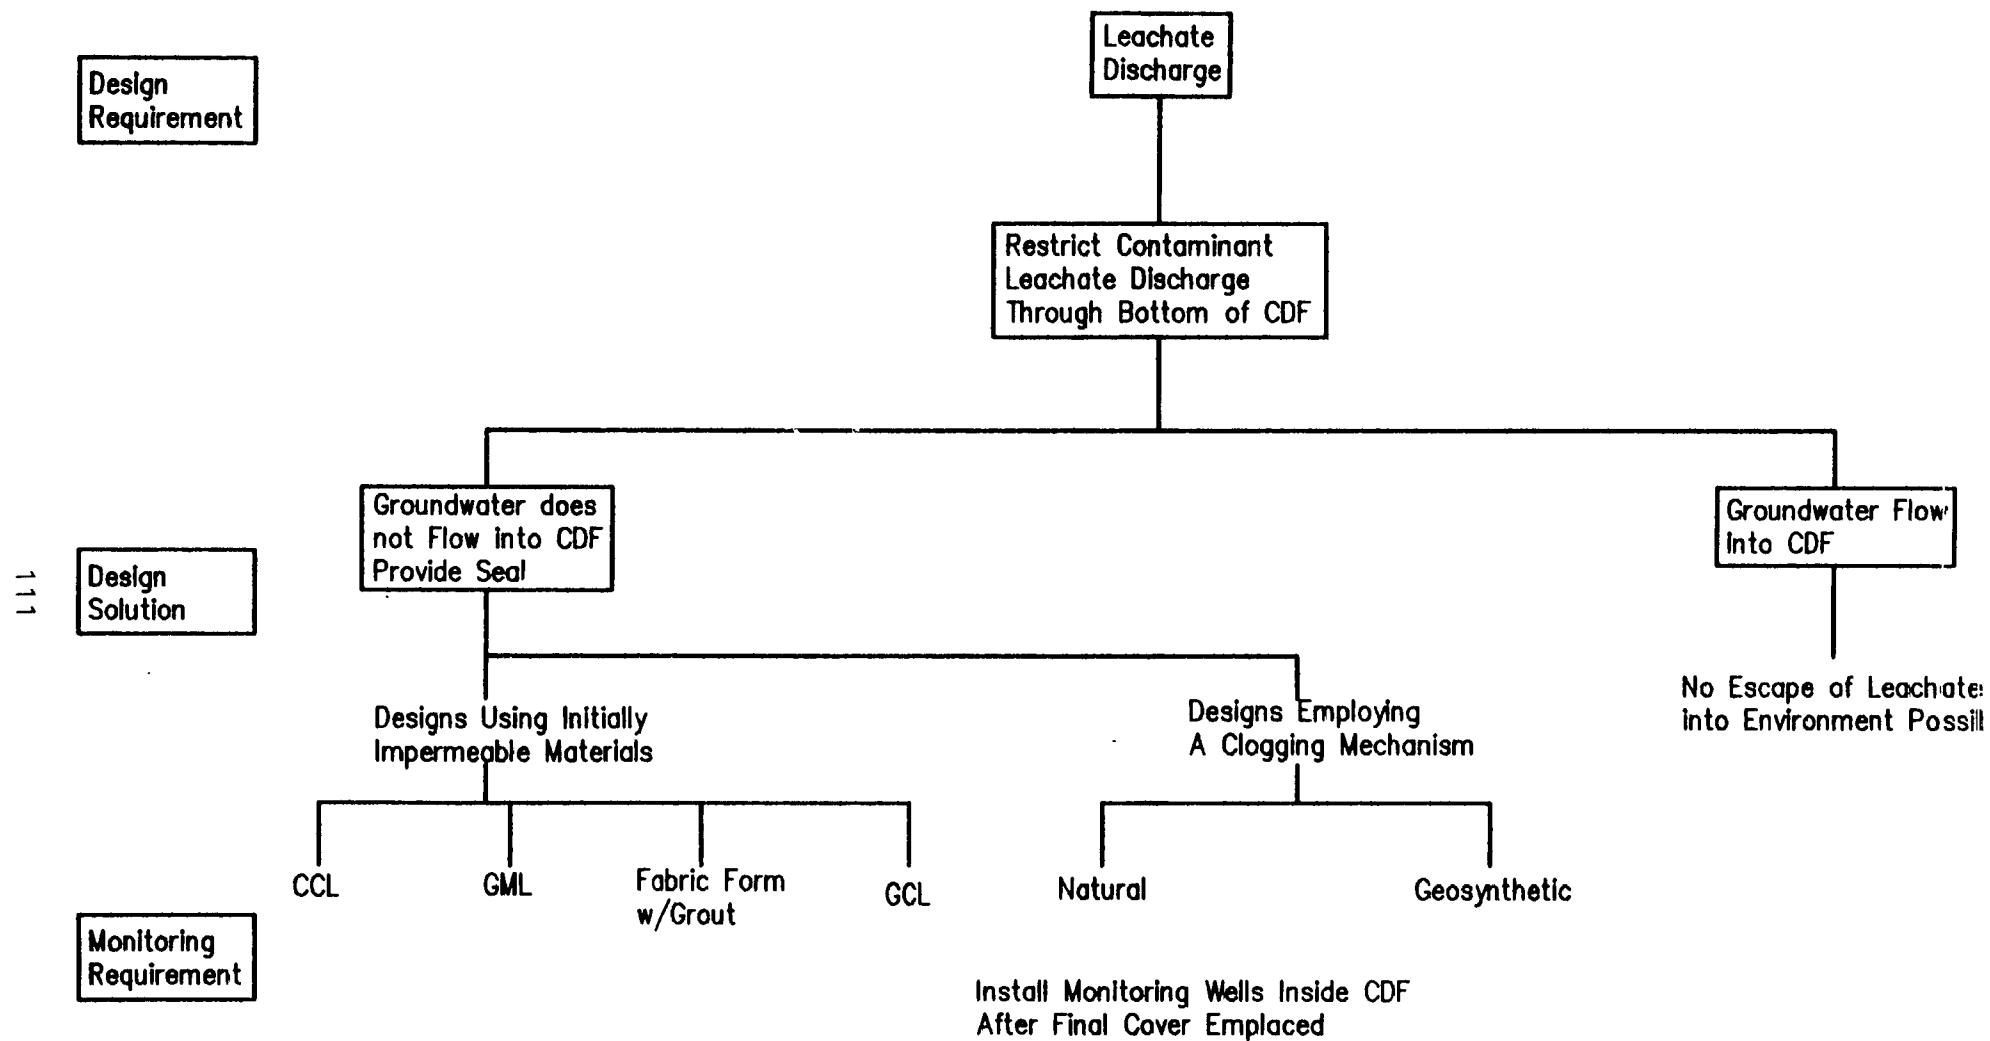 Leachate
Discharge
Design
Requirement
Restrict Contaminant
Leachate Discharge
Through Bottom of CDF
Groundwater does
not Flow into CDF
Provide Seal
Groundwater Flow
into CDF
Design
Solution
111
Designs Using Initially
Impermeable Materials
Designs Employing
A Clogging Mechanism
No Escape of Leachate
into Environment
CCL
GML
Fabric Form
w/Grout
GCL
Natural
Geosynthetic
Monitoring
Requirement
Install Monitoring Wells Inside CDF
After Final Cover Emplaced